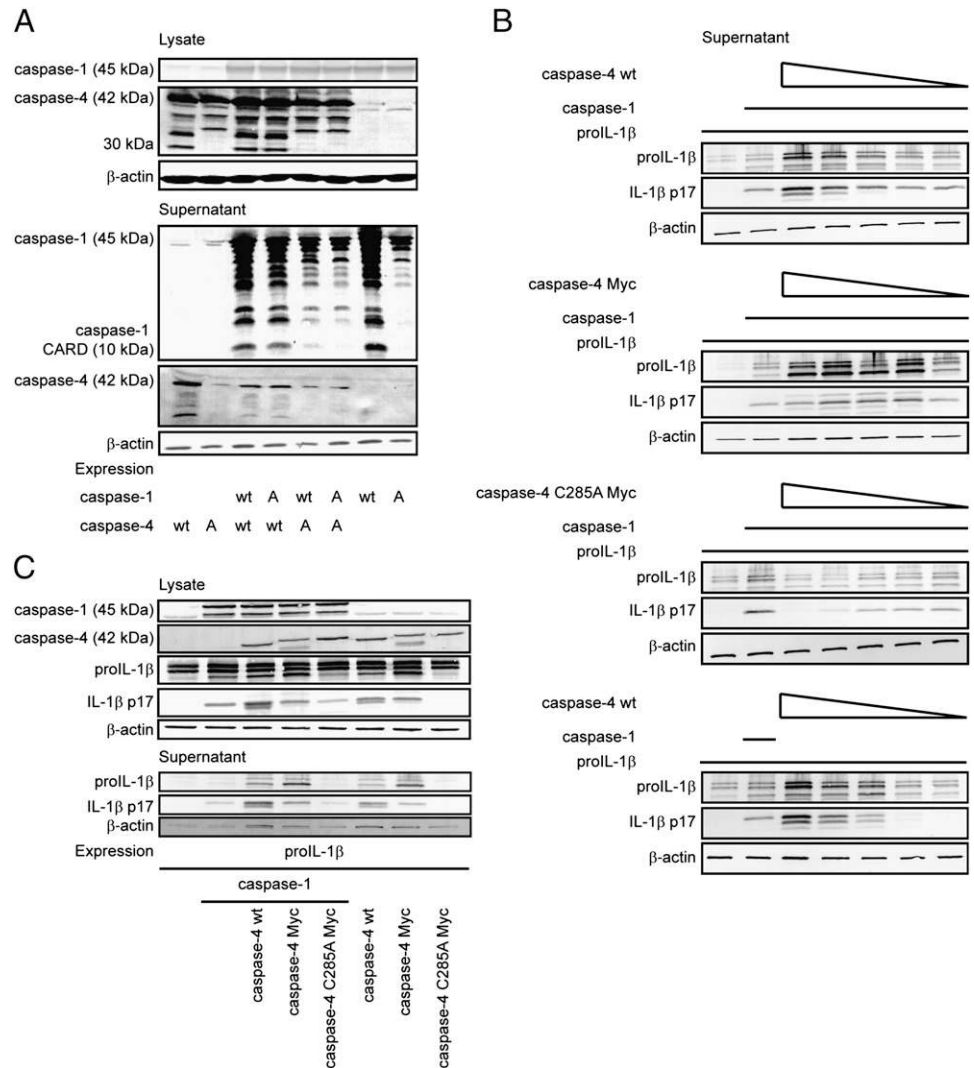 A
Lysate
caspase-1 (45 kDa)
caspase-4 (42 kDa)
30 kDa
β-actin
Supernatant
caspase-1 (45 kDa)
caspase-1
CARD (10 kDa)
caspase-4 (42 kDa)
β-actin
Expression
caspase-1 wt A wt A wt A
caspase-4 wt A wt wt A A
B
Supernatant
caspase-4 wt
caspase-1
proIL-1β
proIL-1β
IL-1β p17
β-actin
caspase-4 Myc
caspase-1
proIL-1β
proIL-1β
IL-1β p17
β-actin
caspase-4 C285A Myc
caspase-1
proIL-1β
proIL-1β
IL-1β p17
β-actin
caspase-4 wt
caspase-1
proIL-1β
proIL-1β
IL-1β p17
β-actin
C
Lysate
caspase-1 (45 kDa)
caspase-4 (42 kDa)
proIL-1β
IL-1β p17
β-actin
Supernatant
proIL-1β
IL-1β p17
β-actin
Expression proIL-1β
caspase-1
caspase-4 wt
caspase-4 Myc
caspase-4 C285A Myc
caspase-4 wt
caspase-4 Myc
caspase-4 C285A Myc